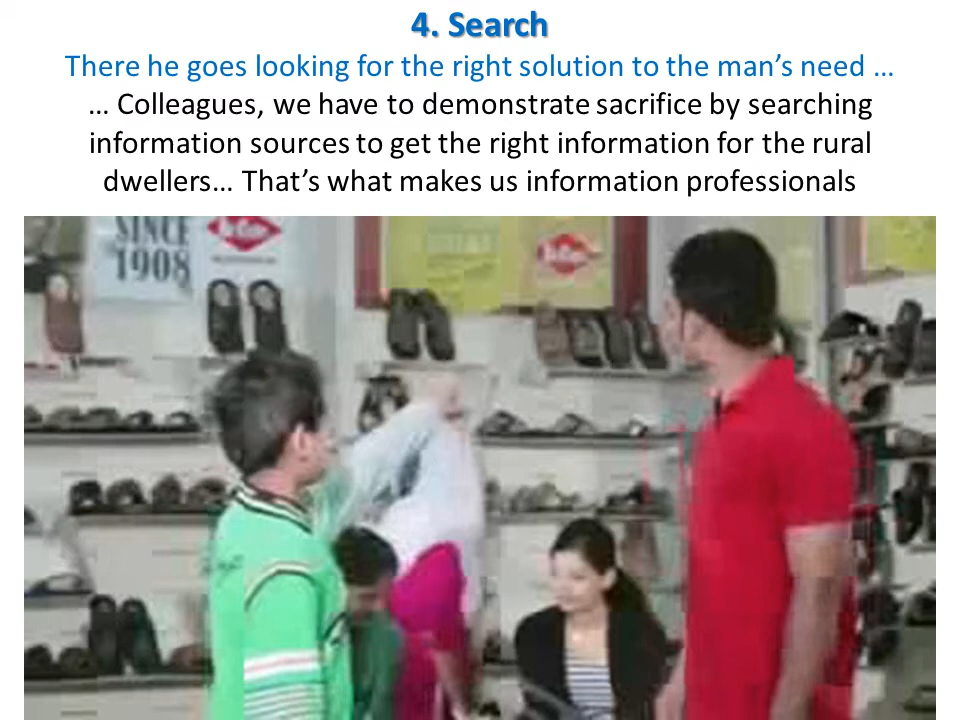 4. Search
There he goes looking for the right solution to the man’s need …
… Colleagues, we have to demonstrate sacrifice by searching
information sources to get the right information for the rural
dwellers… That’s what makes us information professionals
SINCE
1908